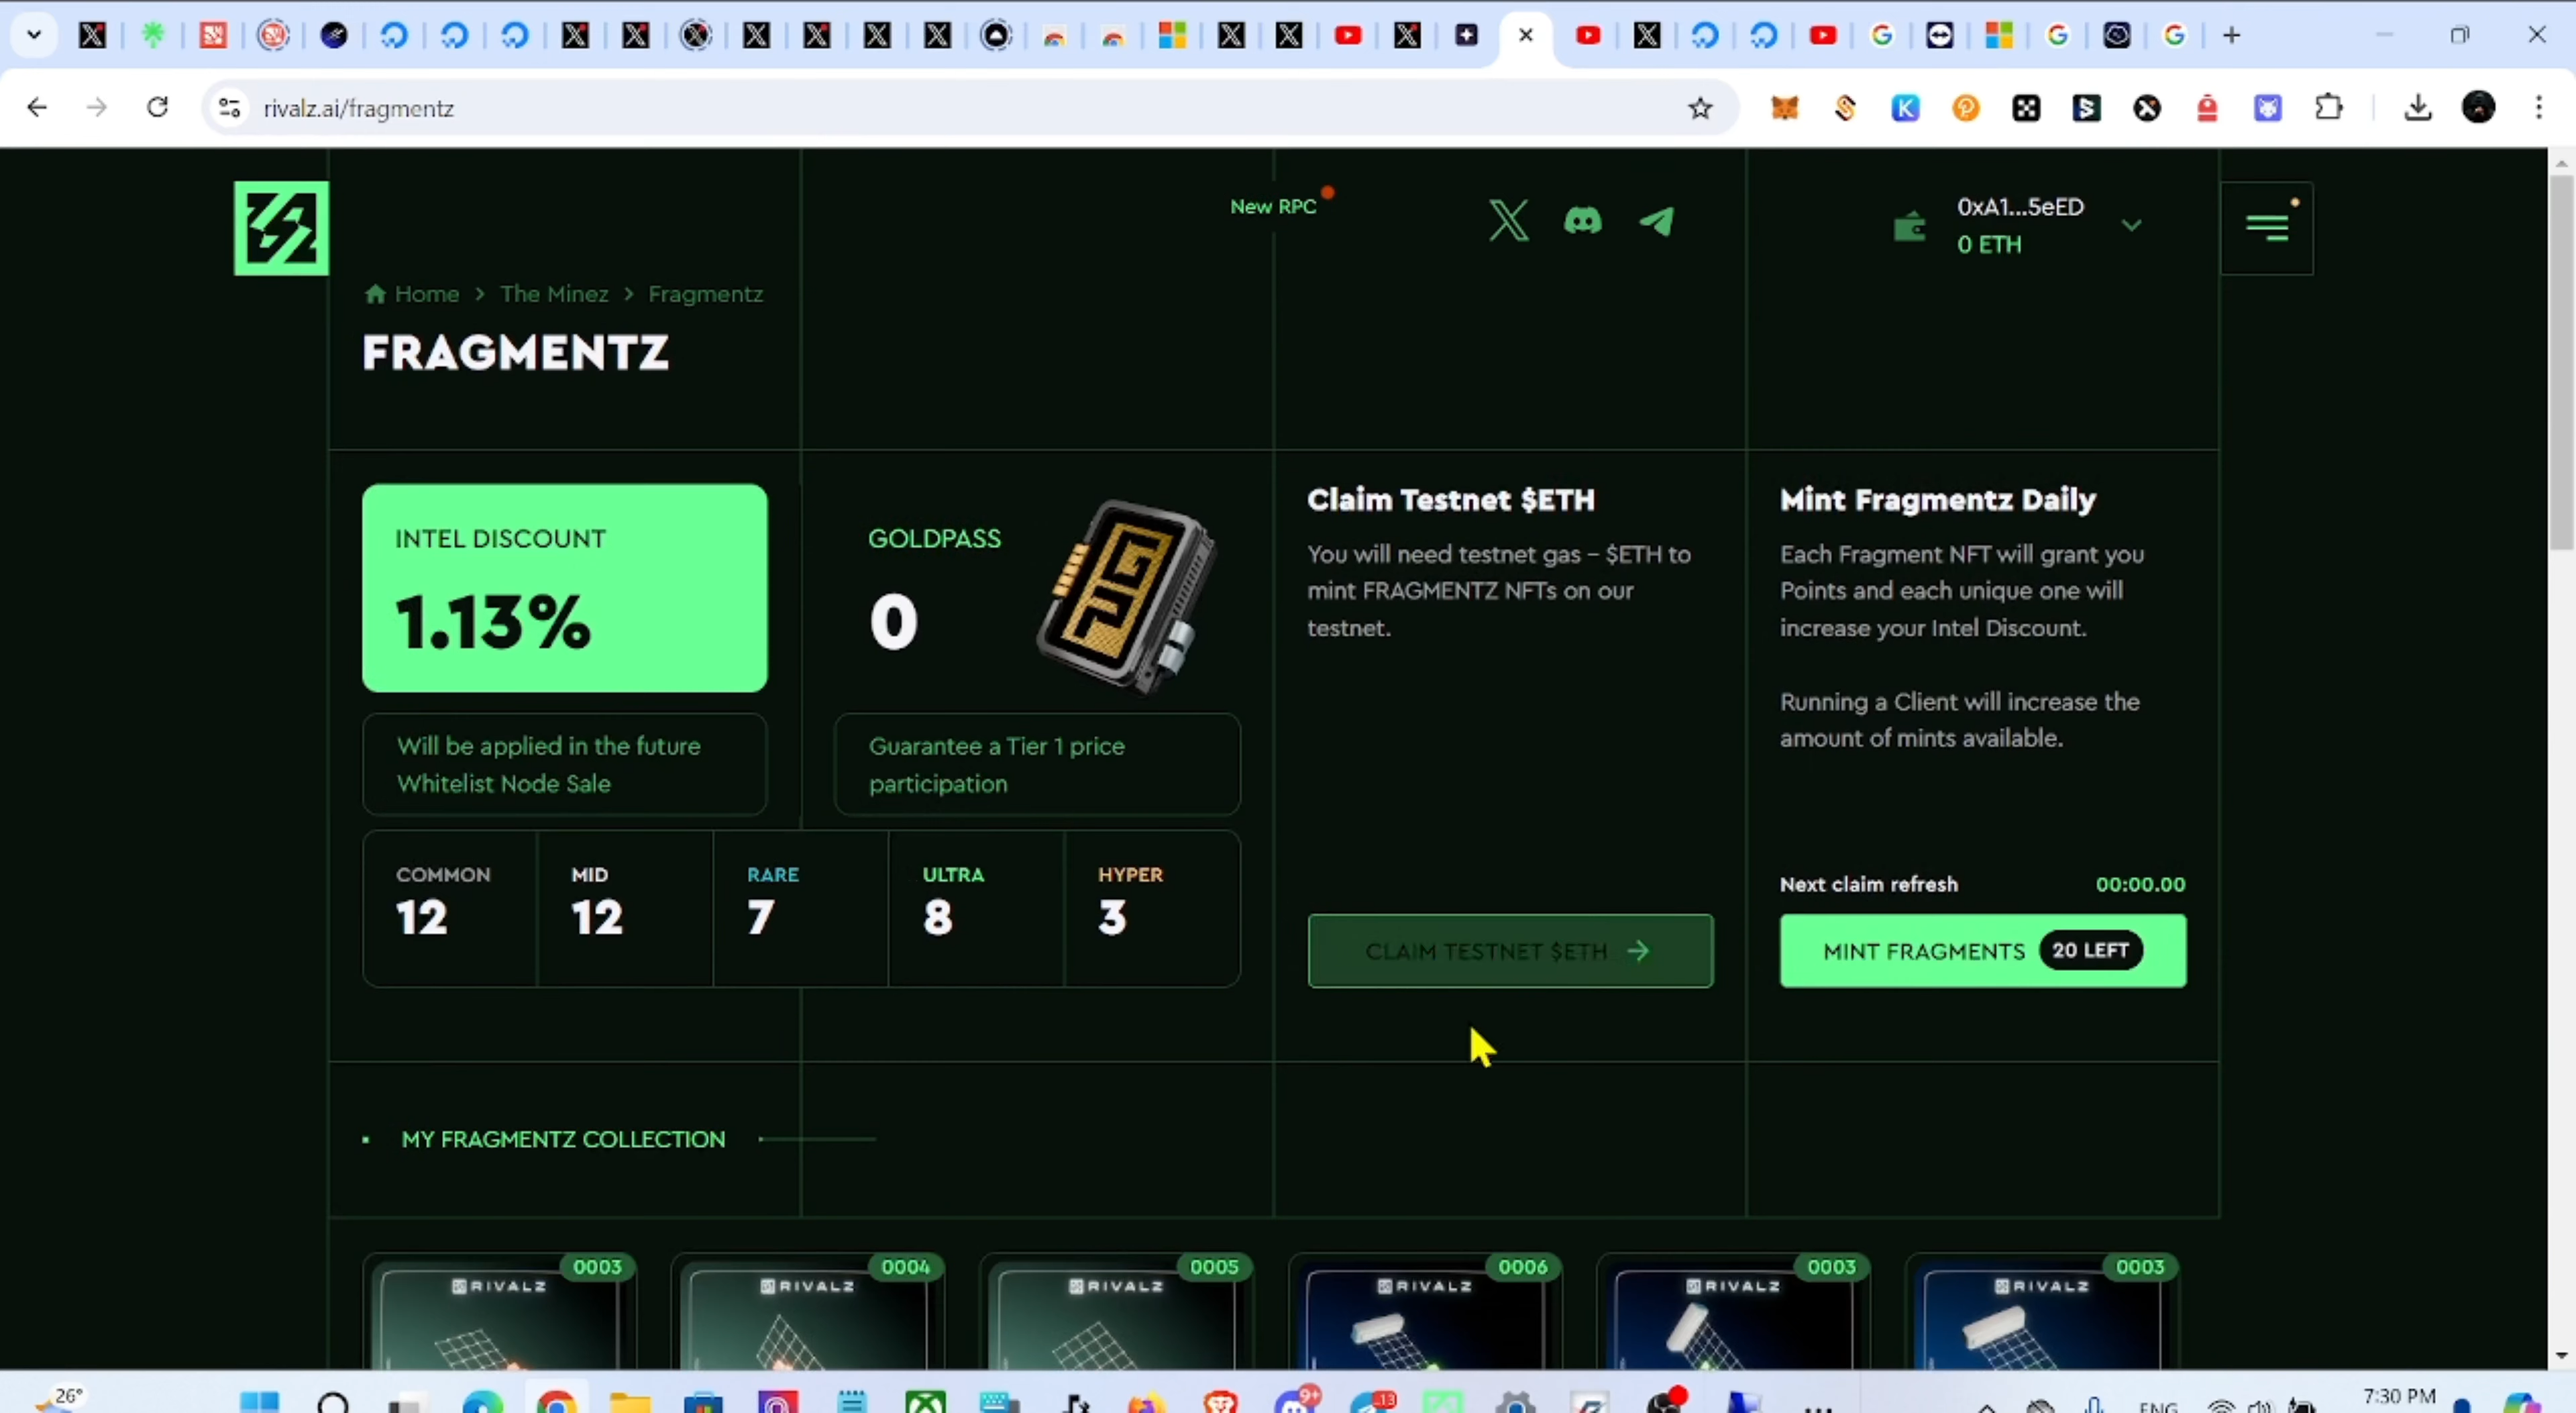 rivalz.ai/fragmentz
New RPC
0xA1...5eED
0 ETH
Home > The Minez > Fragmentz
FRAGMENTZ
INTEL DISCOUNT
1.13%
Will be applied in the future
Whitelist Node Sale
GOLDPASS
0
Guarantee a Tier 1 price
participation
COMMON
12
MID
12
RARE
7
ULTRA
8
HYPER
3
Claim Testnet $ETH
You will need testnet gas – $ETH to
mint FRAGMENTZ NFTs on our
testnet.
CLAIM TESTNET $ETH
Mint Fragmentz Daily
Each Fragment NFT will grant you
Points and each unique one will
increase your Intel Discount.
Running a Client will increase the
amount of mints available.
Next claim refresh 00:00.00
MINT FRAGMENTS 20 LEFT
MY FRAGMENTZ COLLECTION
0003 0004 0005 0006 0003 0003
RIVALZ RIVALZ RIVALZ RIVALZ RIVALZ RIVALZ
26°
9+
13
ENG
7:30 PM